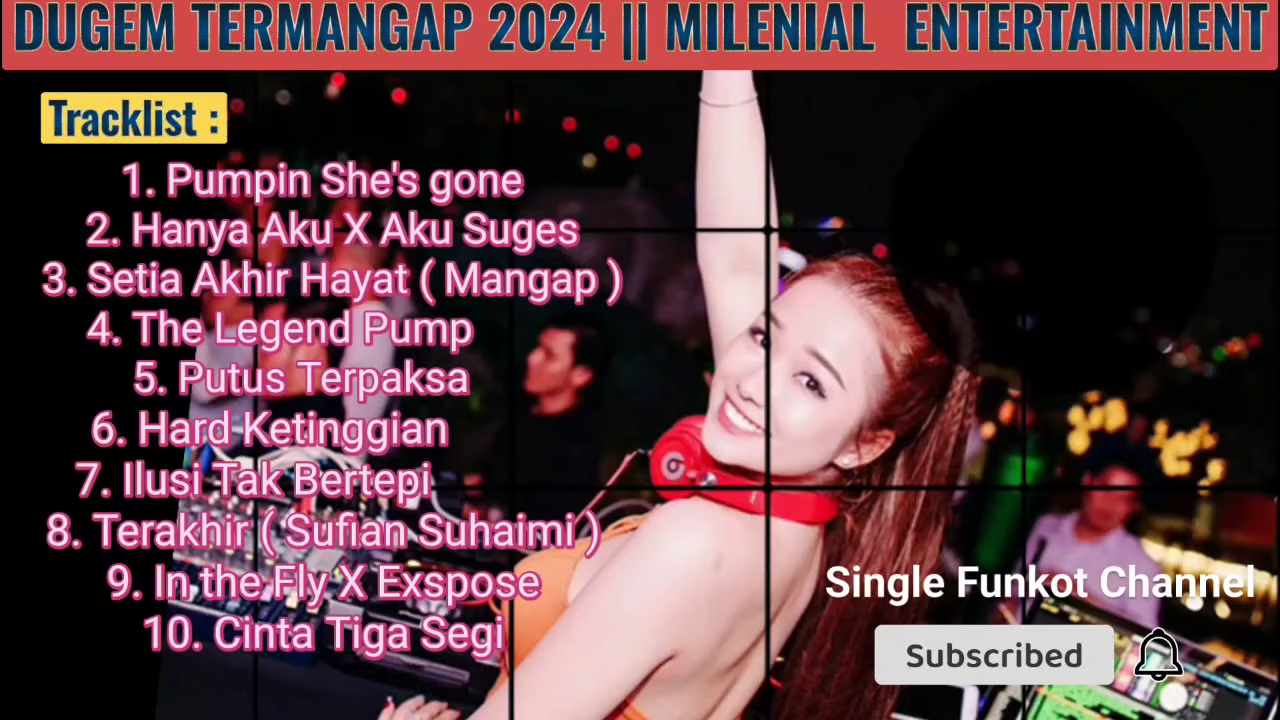 DUGEM TERMANGAP 2024 || MILENIAL ENTERTAINMENT
Tracklist :
1. Pumpin She's gone
2. Hanya Aku X Aku Suges
3. Setia Akhir Hayat ( Mangap )
4. The Legend Pump
5. Putus Terpaksa
6. Hard Ketinggian
7. Ilusi Tak Bertepi
8. Terakhir ( Sufian Suhaimi )
9. In the Fly X Exspose
10. Cinta Tiga Segi
Single Funkot Channel
Subscribed